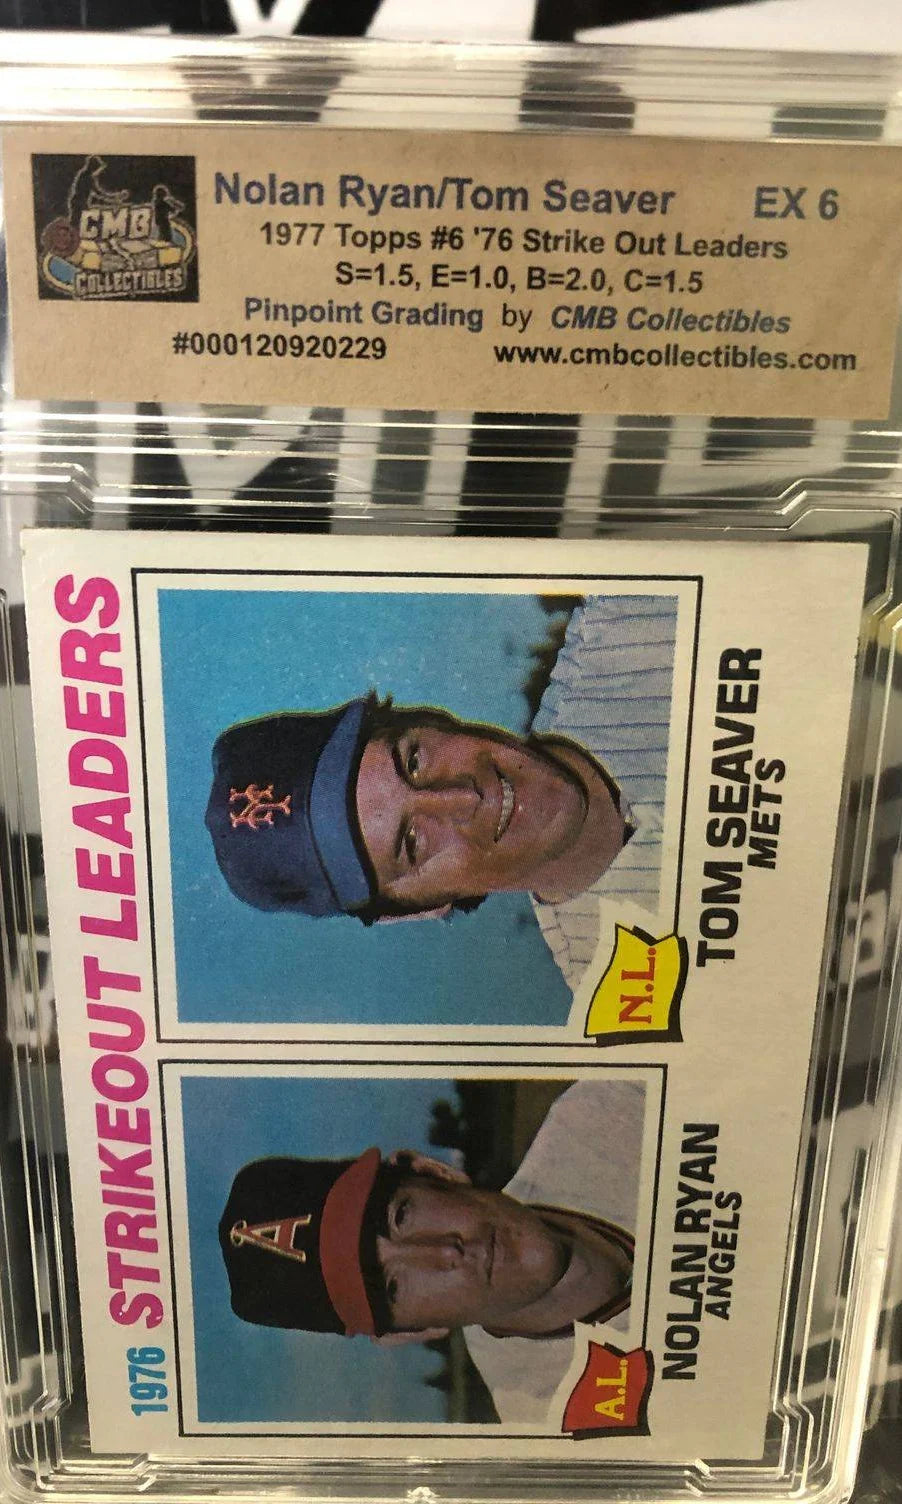 CMB
COLLECTIBLES
Nolan Ryan/Tom Seaver EX 6
1977 Topps #6 '76 Strike Out Leaders
S=1.5, E=1.0, B=2.0, C=1.5
Pinpoint Grading by CMB Collectibles
#000120920229 www.cmbcollectibles.com
1976 STRIKEOUT LEADERS
NY
N.L.
TOM SEAVER
METS
A
A.L.
NOLAN RYAN
ANGELS